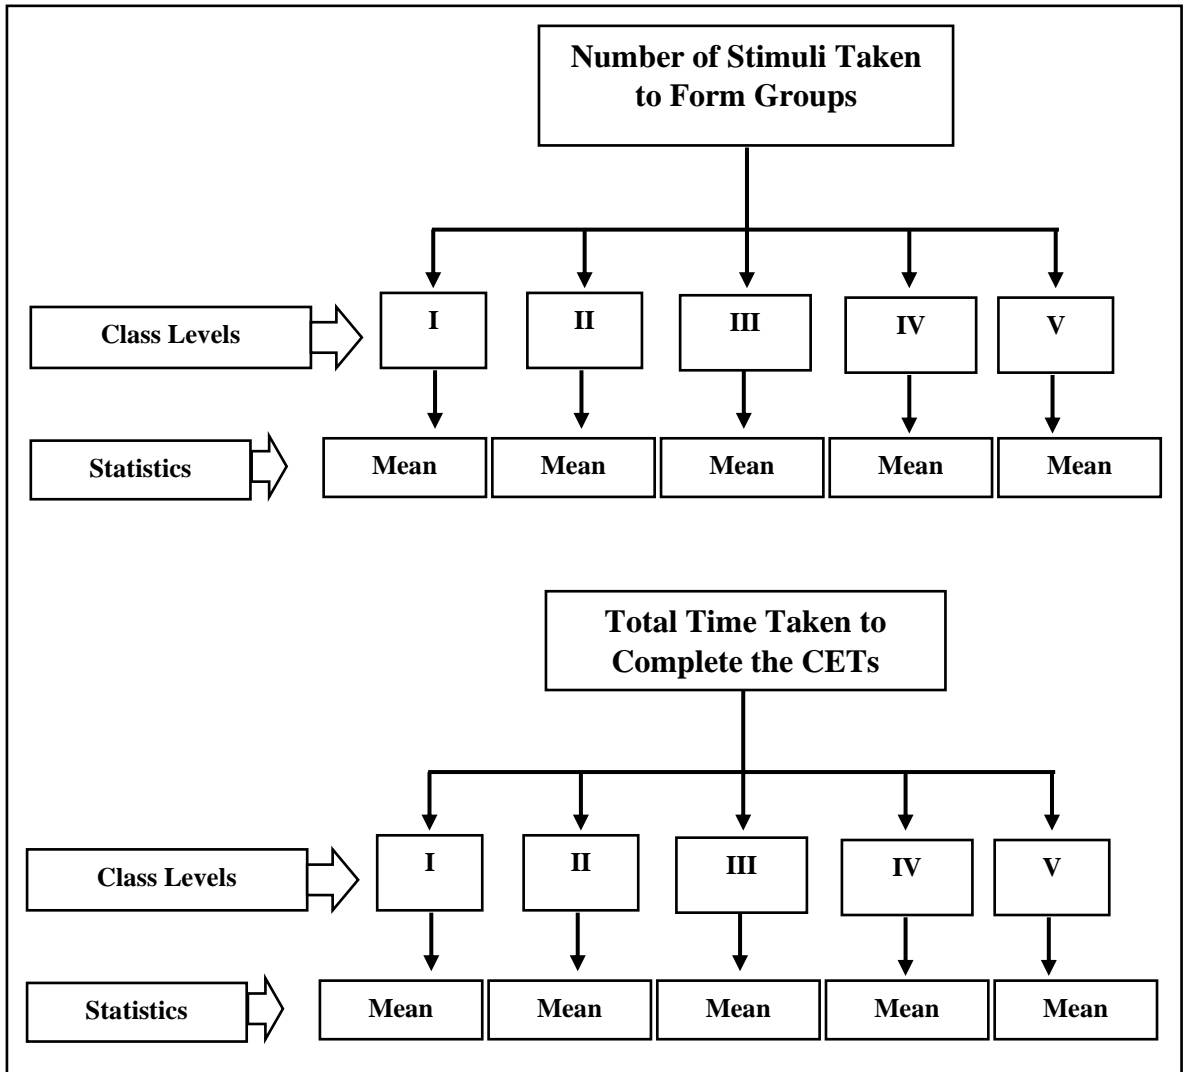 Number of Stimuli Taken
to Form Groups
Class Levels
I
II
III
IV
V
Statistics
Mean
Mean
Mean
Mean
Mean
Total Time Taken to
Complete the CETs
Class Levels
I
II
III
IV
V
Statistics
Mean
Mean
Mean
Mean
Mean